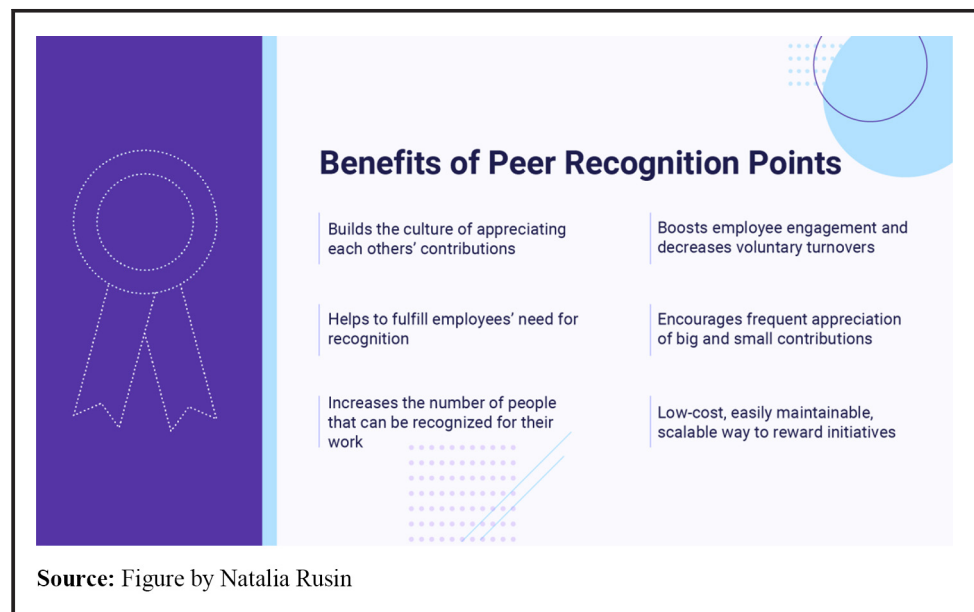 Benefits of Peer Recognition Points
Builds the culture of appreciating
each others’ contributions
Helps to fulfill employees’ need for
recognition
Increases the number of people
that can be recognized for their
work
Boosts employee engagement and
decreases voluntary turnovers
Encourages frequent appreciation
of big and small contributions
Low-cost, easily maintainable,
scalable way to reward initiatives
Source: Figure by Natalia Rusin